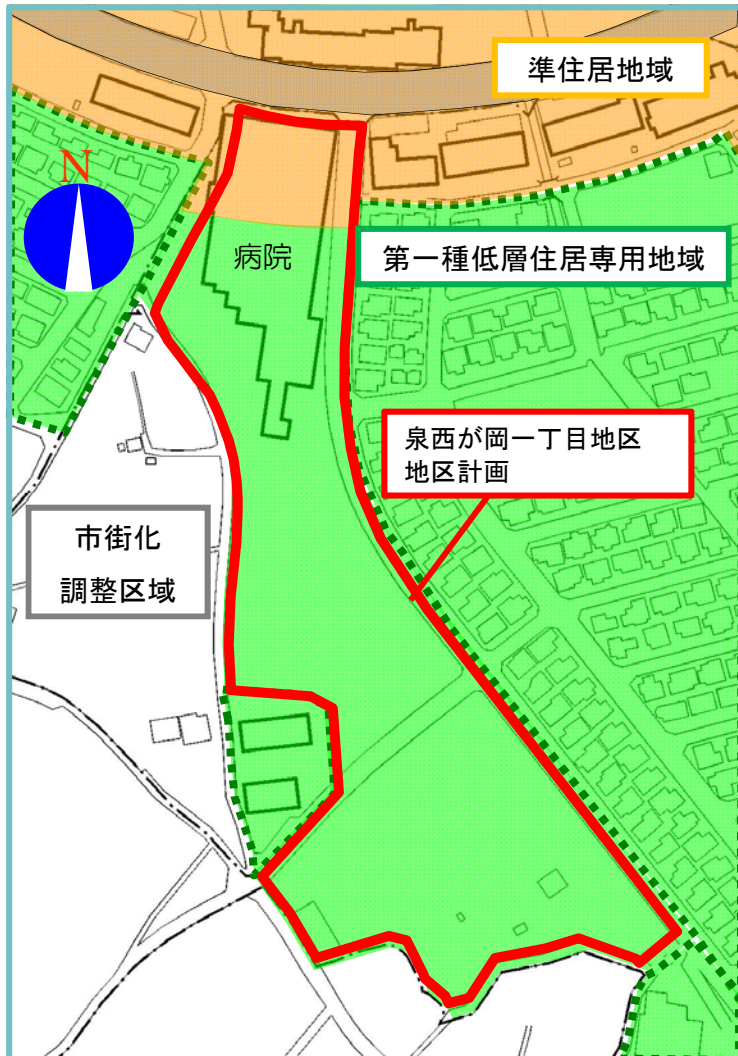 準住居地域
N
病院
第一種低層住居専用地域
泉西が岡一丁目地区
地区計画
市街化
調整区域